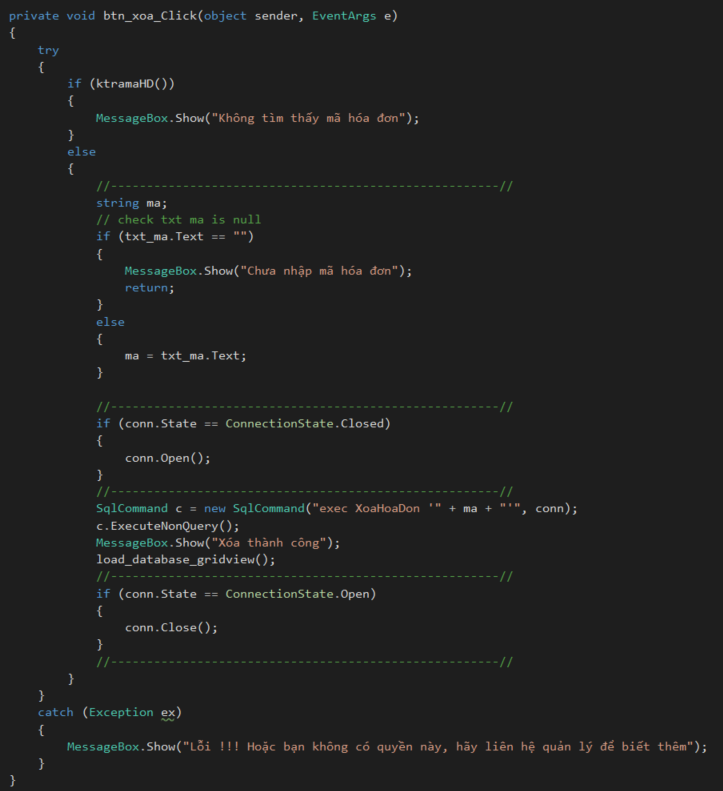 private void btn_xoa_Click(object sender, EventArgs e)
{
    try
    {
        if (ktramaHD())
        {
            MessageBox.Show("Không tìm thấy mã hóa đơn");
        }
        else
        {
            //------------------------------------------------------//
            string ma;
            // check txt ma is null
            if (txt_ma.Text == "")
            {
                MessageBox.Show("Chưa nhập mã hóa đơn");
                return;
            }
            else
            {
                ma = txt_ma.Text;
            }

            //------------------------------------------------------//
            if (conn.State == ConnectionState.Closed)
            {
                conn.Open();
            }
            //------------------------------------------------------//
            SqlCommand c = new SqlCommand("exec XoaHoaDon '" + ma + "'", conn);
            c.ExecuteNonQuery();
            MessageBox.Show("Xóa thành công");
            load_database_gridview();
            //------------------------------------------------------//
            if (conn.State == ConnectionState.Open)
            {
                conn.Close();
            }
            //------------------------------------------------------//
        }
    }
    catch (Exception ex)
    {
        MessageBox.Show("Lỗi !!! Hoặc bạn không có quyền này, hãy liên hệ quản lý để biết thêm");
    }
}